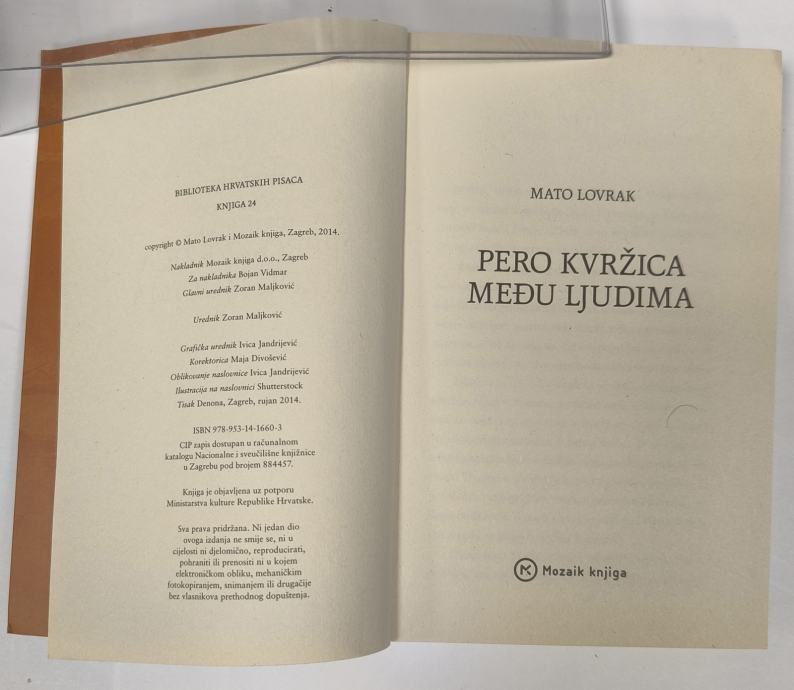 BIBLIOTEKA HRVATSKIH PISACA
KNJIGA 24
copyright © Mato Lovrak i Mozaik knjiga, Zagreb, 2014.
Nakladnik Mozaik knjiga d.o.o., Zagreb
Za nakladnika Bojan Vidmar
Glavni urednik Zoran Maljković
Urednik Zoran Maljković
Grafička urednik Ivica Jandrijević
Korektorica Maja Divošević
Oblikovanje naslovnice Ivica Jandrijević
Ilustracija na naslovnici Shutterstock
Tisak Denona, Zagreb, rujan 2014.
ISBN 978-953-14-1660-3
CIP zapis dostupan u računalnom
katalogu Nacionalne i sveučilišne knjižnice
u Zagrebu pod brojem 884457.
Knjiga je objavljena uz potporu
Ministarstva kulture Republike Hrvatske.
Sva prava pridržana. Ni jedan dio
ovoga izdanja ne smije se, ni u
cijelosti ni djelomično, reproducirati,
pohraniti ili prenositi ni u kojem
elektroničkom obliku, mehaničkim
fotokopiranjem, snimanjem ili drugačije
bez vlasnikova prethodnog dopuštenja.
MATO LOVRAK
PERO KVRŽICA
MEĐU LJUDIMA
Mozaik knjiga